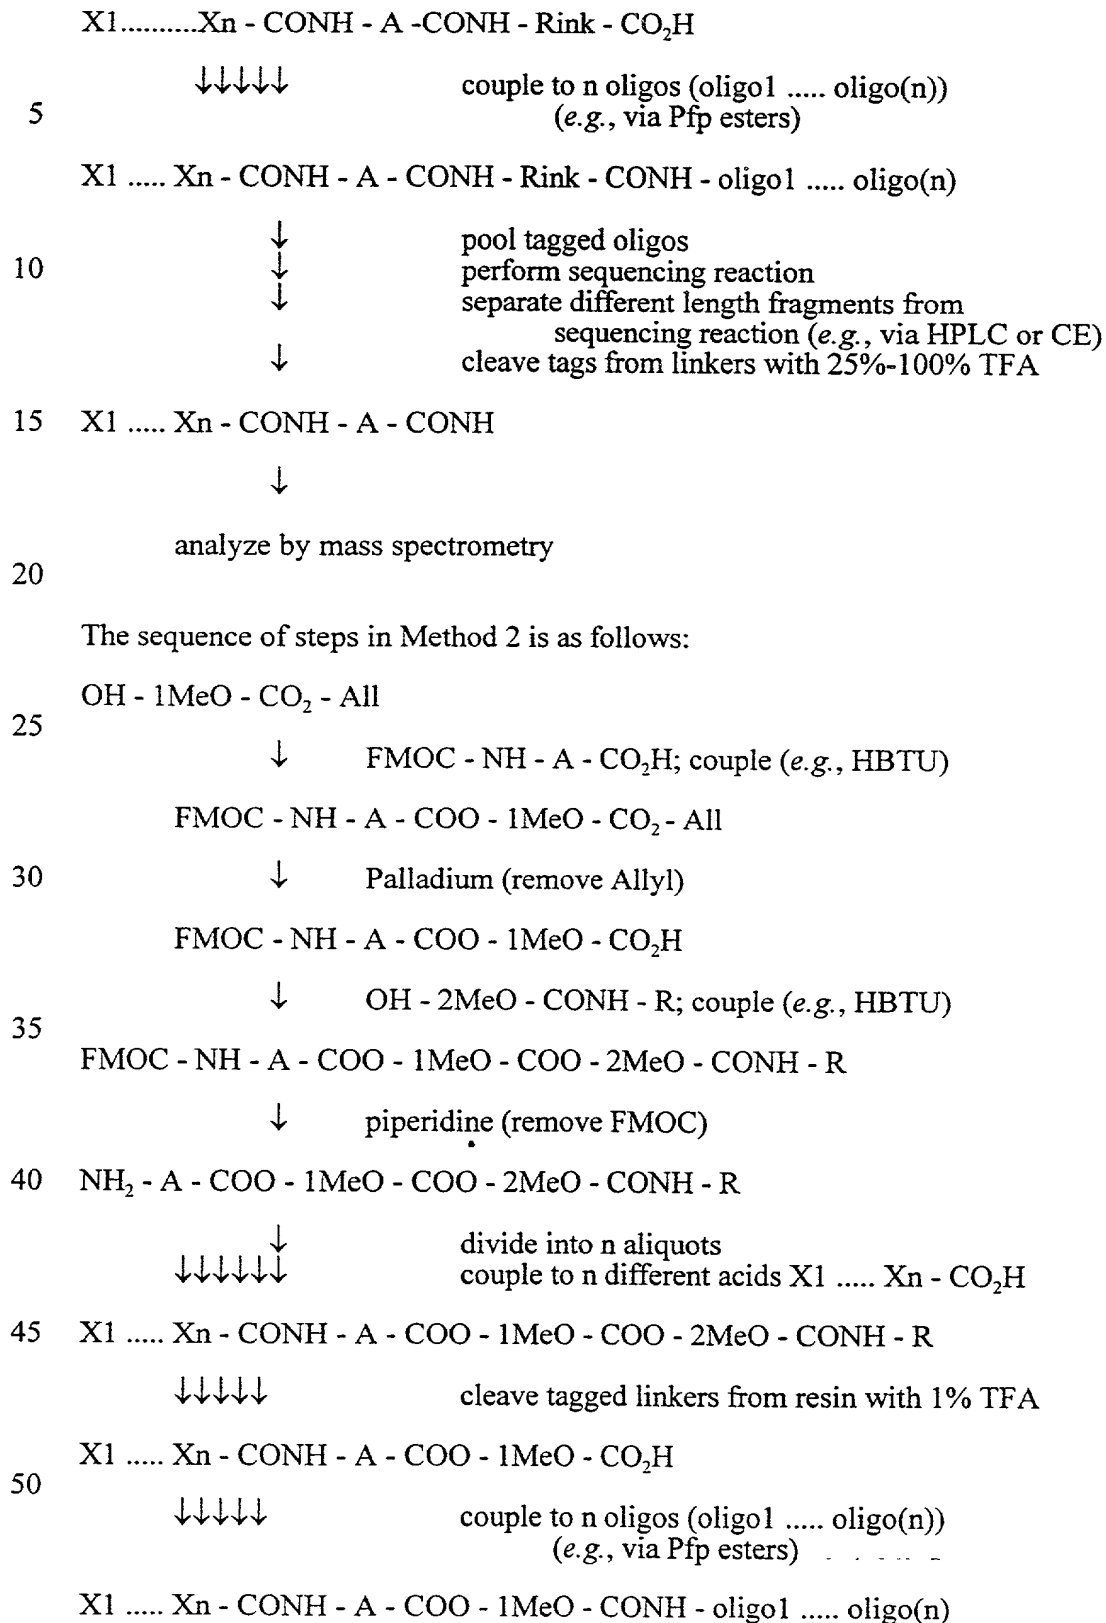 X1..........Xn - CONH - A -CONH - Rink - CO₂H
↓↓↓↓↓ couple to n oligos (oligo1 ..... oligo(n))
5 (e.g., via Pfp esters)
X1 ..... Xn - CONH - A - CONH - Rink - CONH - oligo1 ..... oligo(n)
↓ pool tagged oligos
10 ↓ perform sequencing reaction
↓ separate different length fragments from
sequencing reaction (e.g., via HPLC or CE)
↓ cleave tags from linkers with 25%-100% TFA
15 X1 ..... Xn - CONH - A - CONH
↓
analyze by mass spectrometry
20
The sequence of steps in Method 2 is as follows:
OH - 1MeO - CO₂ - All
25
↓ FMOC - NH - A - CO₂H; couple (e.g., HBTU)
FMOC - NH - A - COO - 1MeO - CO₂ - All
30 ↓ Palladium (remove Allyl)
FMOC - NH - A - COO - 1MeO - CO₂H
↓ OH - 2MeO - CONH - R; couple (e.g., HBTU)
35
FMOC - NH - A - COO - 1MeO - COO - 2MeO - CONH - R
↓ piperidine (remove FMOC)
40 NH₂ - A - COO - 1MeO - COO - 2MeO - CONH - R
↓ divide into n aliquots
↓↓↓↓↓↓ couple to n different acids X1 ..... Xn - CO₂H
45 X1 ..... Xn - CONH - A - COO - 1MeO - COO - 2MeO - CONH - R
↓↓↓↓↓ cleave tagged linkers from resin with 1% TFA
X1 ..... Xn - CONH - A - COO - 1MeO - CO₂H
50
↓↓↓↓↓ couple to n oligos (oligo1 ..... oligo(n))
(e.g., via Pfp esters)
X1 ..... Xn - CONH - A - COO - 1MeO - CONH - oligo1 ..... oligo(n)